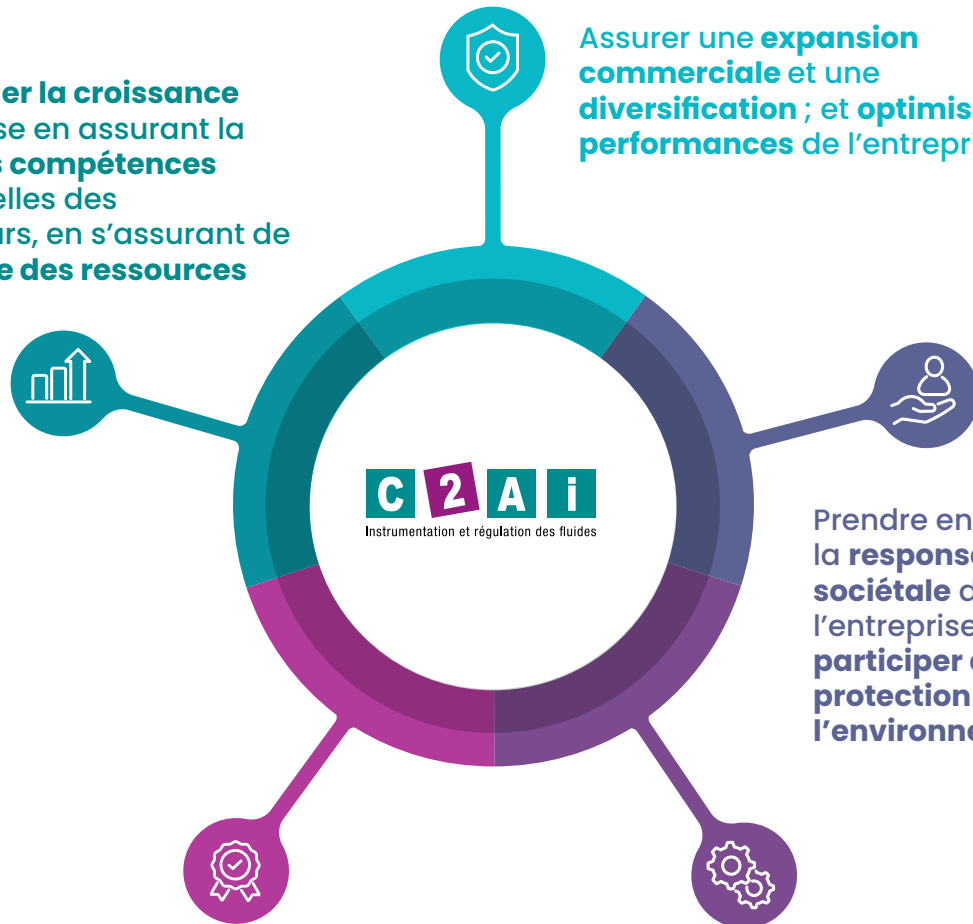 er la croissance
se en assurant la
s compétences
elles des
urs, en s'assurant de
e des ressources
Assurer une expansion
commerciale et une
diversification ; et optimis
performances de l'entrepr
C2Ai
Instrumentation et régulation des fluides
Prendre en
la respons
sociétale d
l'entreprise
participer
protection
l'environne